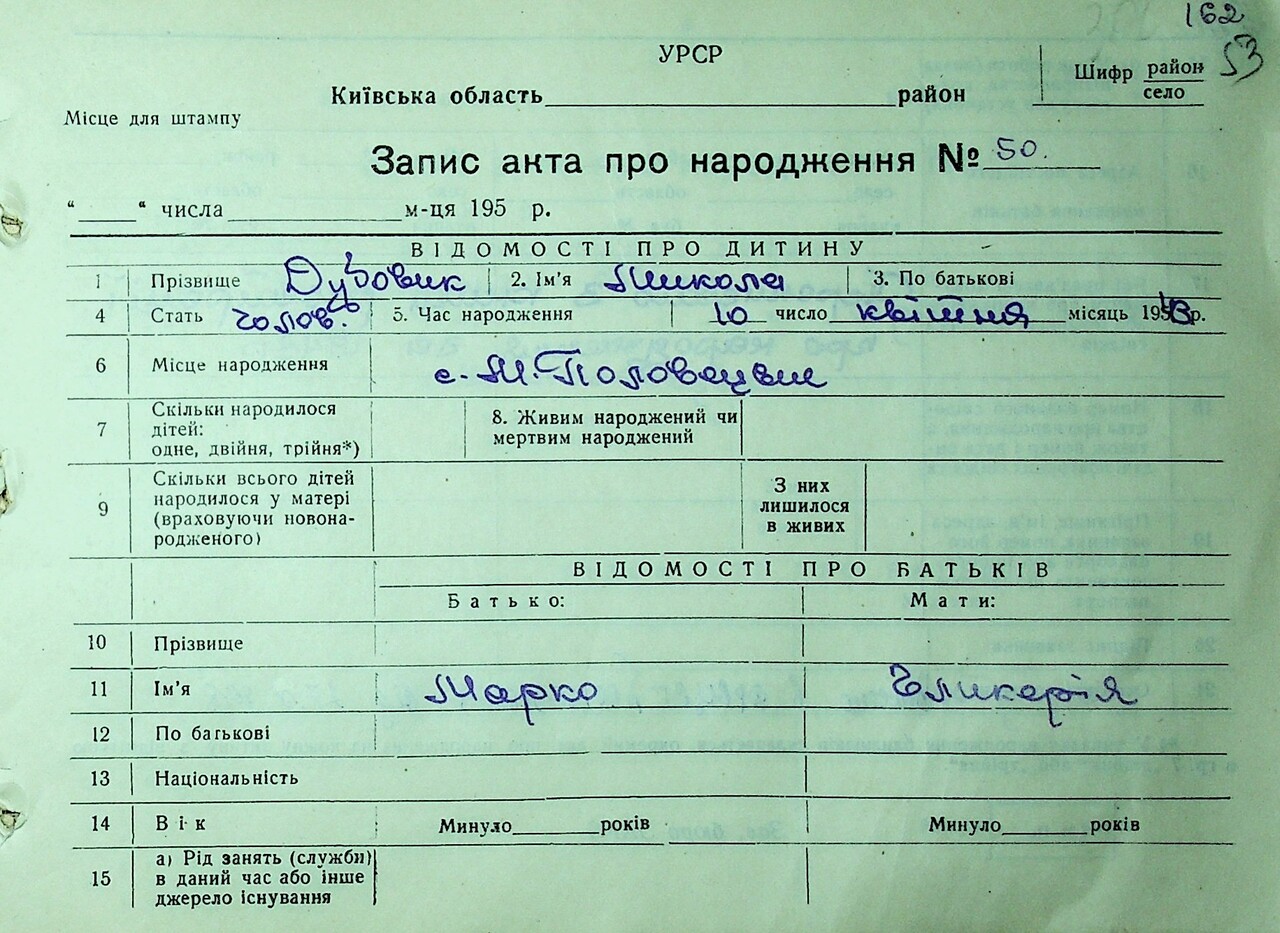 162
53
УРСР
Київська область район
Шифр район
село
Місце для штампу
Запис акта про народження № 50.
"     " числа м-ця 195 р.
ВІДОМОСТІ ПРО ДИТИНУ
1 Прізвище Дубовик 2. Ім'я Микола 3. По батькові
4 Стать Чолов. 5. Час народження 10 число квітня місяць 19 р.
6 Місце народження с. М. Половецьке
7 Скільки народилося дітей: одне, двійня, трійня*)
8. Живим народжений чи мертвим народжений
9 Скільки всього дітей народилося у матері (враховуючи новона-родженого)
З них лишилося в живих
ВІДОМОСТІ ПРО БАТЬКІВ
Батько: Мати:
10 Прізвище
11 Ім'я Марко Гликерія
12 По батькові
13 Національність
14 Вік Минуло років Минуло років
15 а) Рід занять (служби) в даний час або інше джерело існування